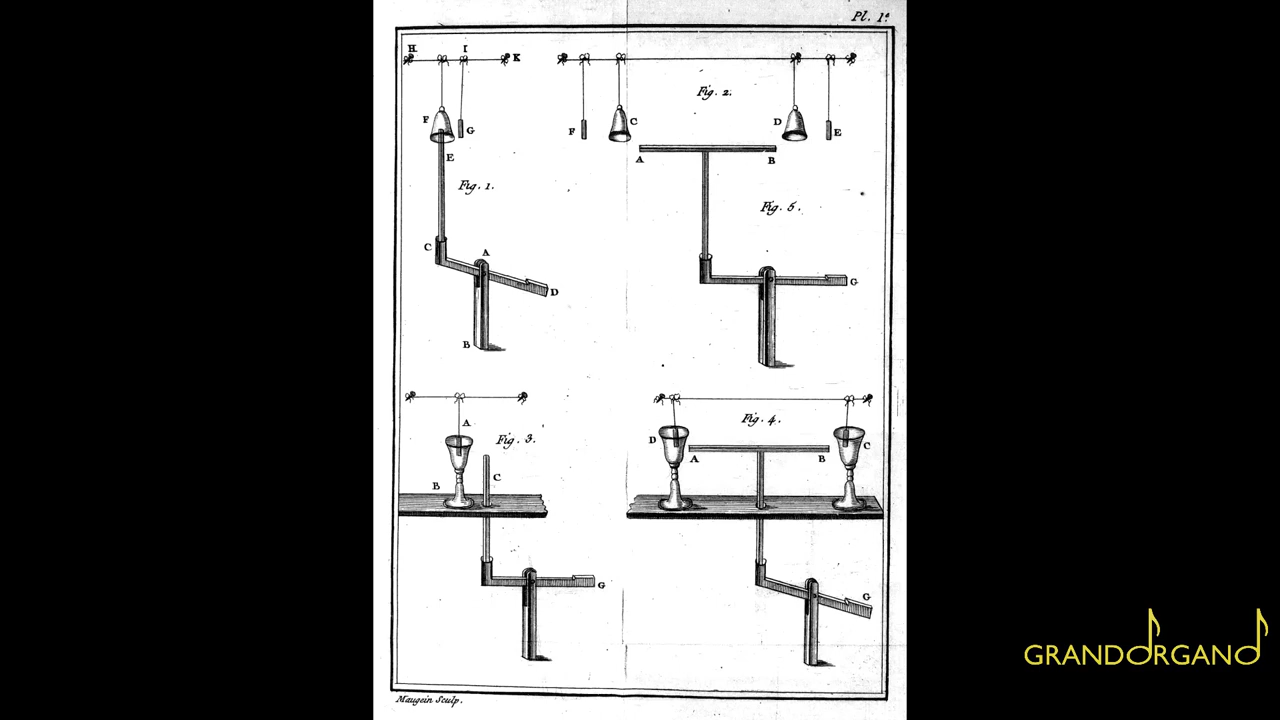 Pl. 1.e
H
I
K
F
G
E
Fig. 1.
C
A
D
B
Fig. 2.
F
C
D
E
A
B
Fig. 5.
G
A
Fig. 3.
B
C
G
Fig. 4.
D
A
B
C
G
Maugein Sculp.
GRANDORGANO